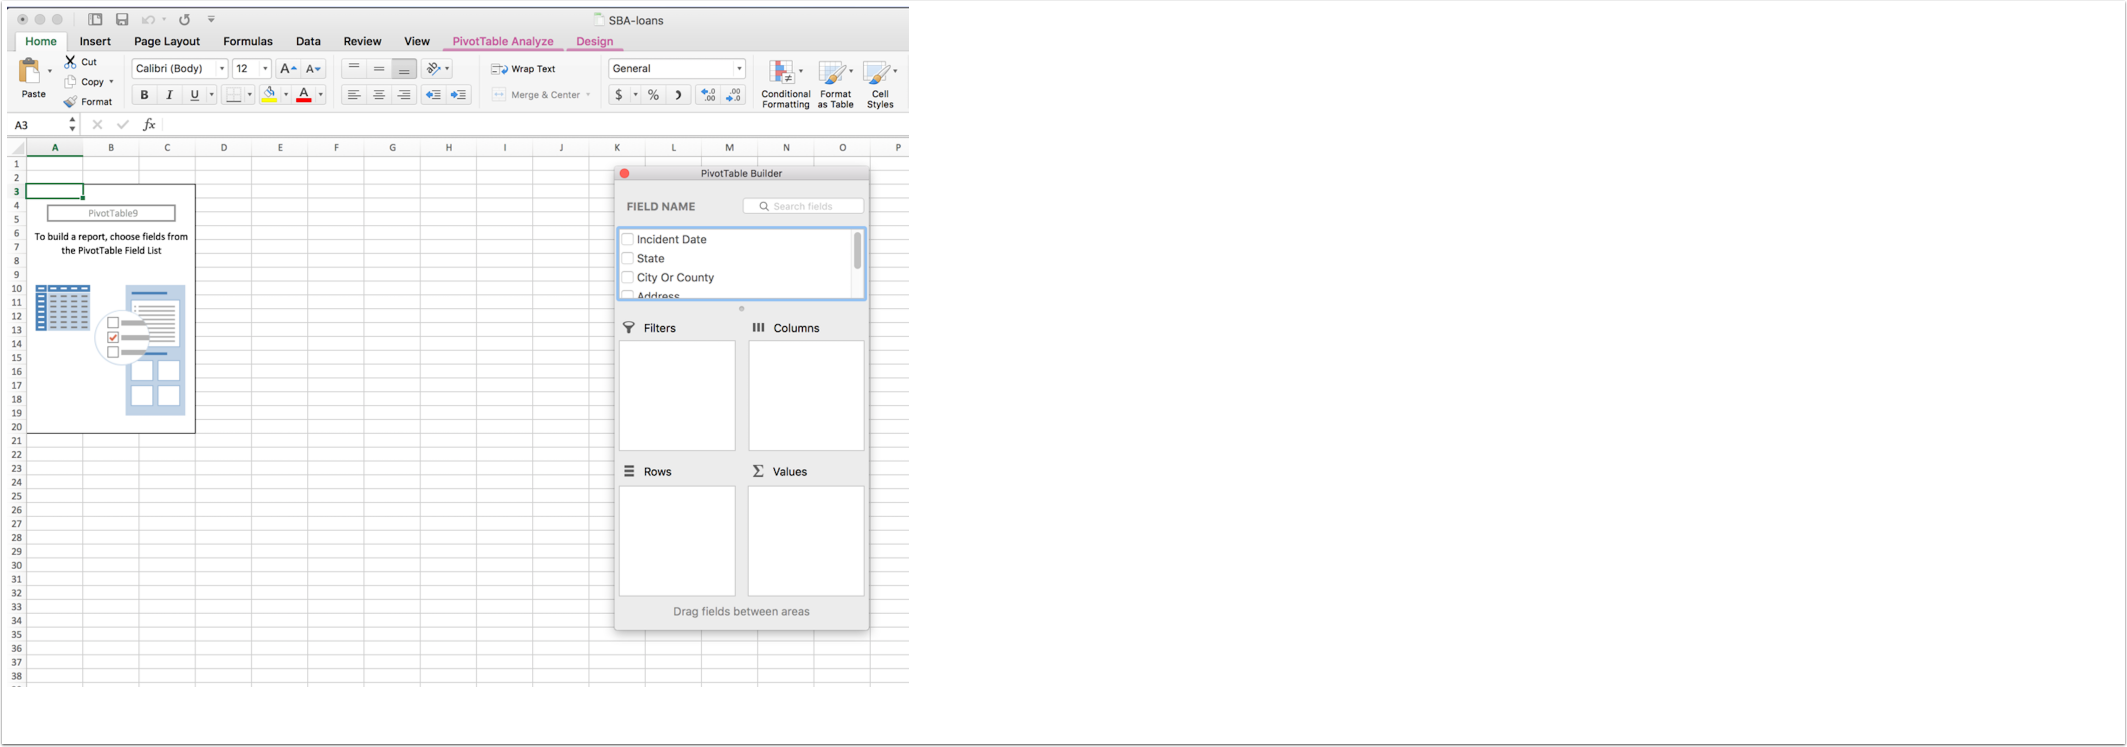 SBA-loans
Home Insert Page Layout Formulas Data Review View PivotTable Analyze Design
Paste
Cut
Copy
Format
Calibri (Body) 12
Wrap Text
Merge & Center
General
$ %
Conditional Formatting
Format as Table
Cell Styles
A3 fx
A B C D E F G H I J K L M N O P
1
2
3
4
5
6
7
8
9
10
11
12
13
14
15
16
17
18
19
20
21
22
23
24
25
26
27
28
29
30
31
32
33
34
35
36
37
38
PivotTable9
To build a report, choose fields from
the PivotTable Field List
PivotTable Builder
FIELD NAME Search fields
Incident Date
State
City Or County
Address
Filters Columns
Rows Values
Drag fields between areas